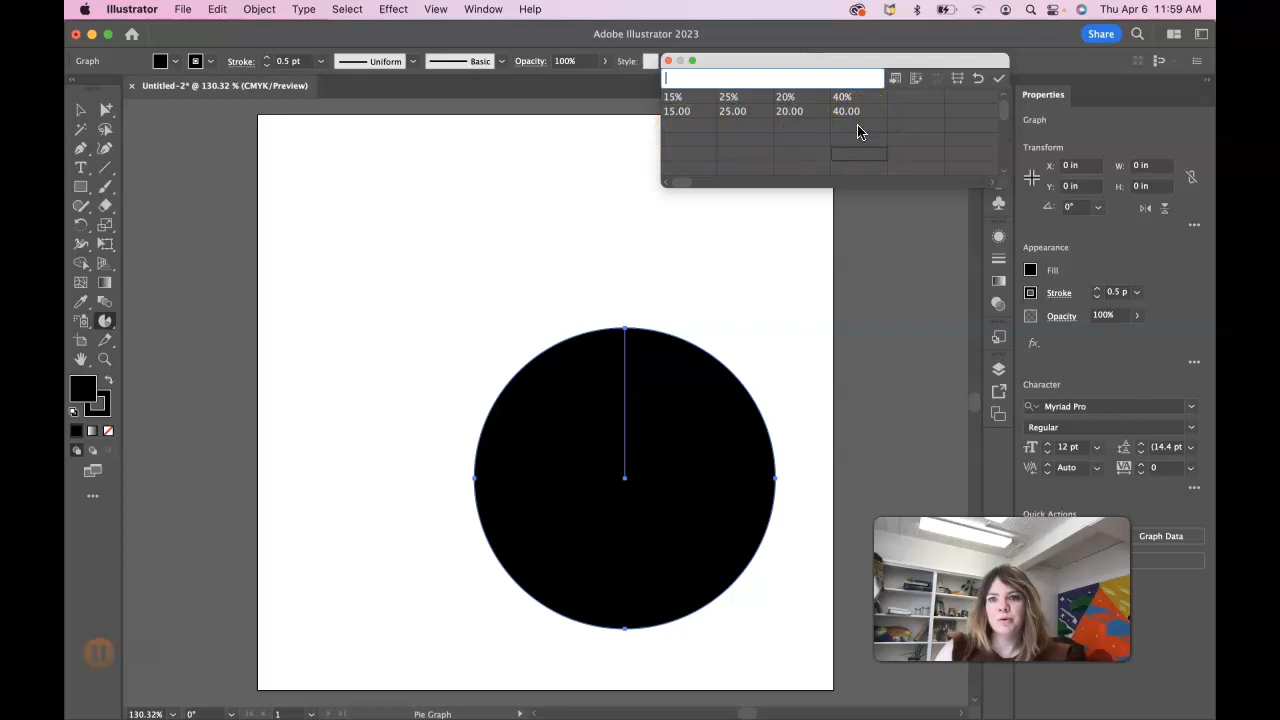 Illustrator File Edit Object Type Select Effect View Window Help Thu Apr 6 11:59 AM
Adobe Illustrator 2023 Share
Graph Stroke: 0.5 pt Uniform Basic Opacity: 100% Style:
× Untitled-2* @ 130.32 % (CMYK/Preview)
15% 25% 20% 40%
15.00 25.00 20.00 40.00
Properties
Graph
Transform
X: 0 in W: 0 in
Y: 0 in H: 0 in
0°
Appearance
Fill
Stroke 0.5 p
Opacity 100%
fx.
Character
Myriad Pro
Regular
12 pt (14.4 pt
Auto 0
Quick Actions
Graph Data
130.32% 0° 1 Pie Graph